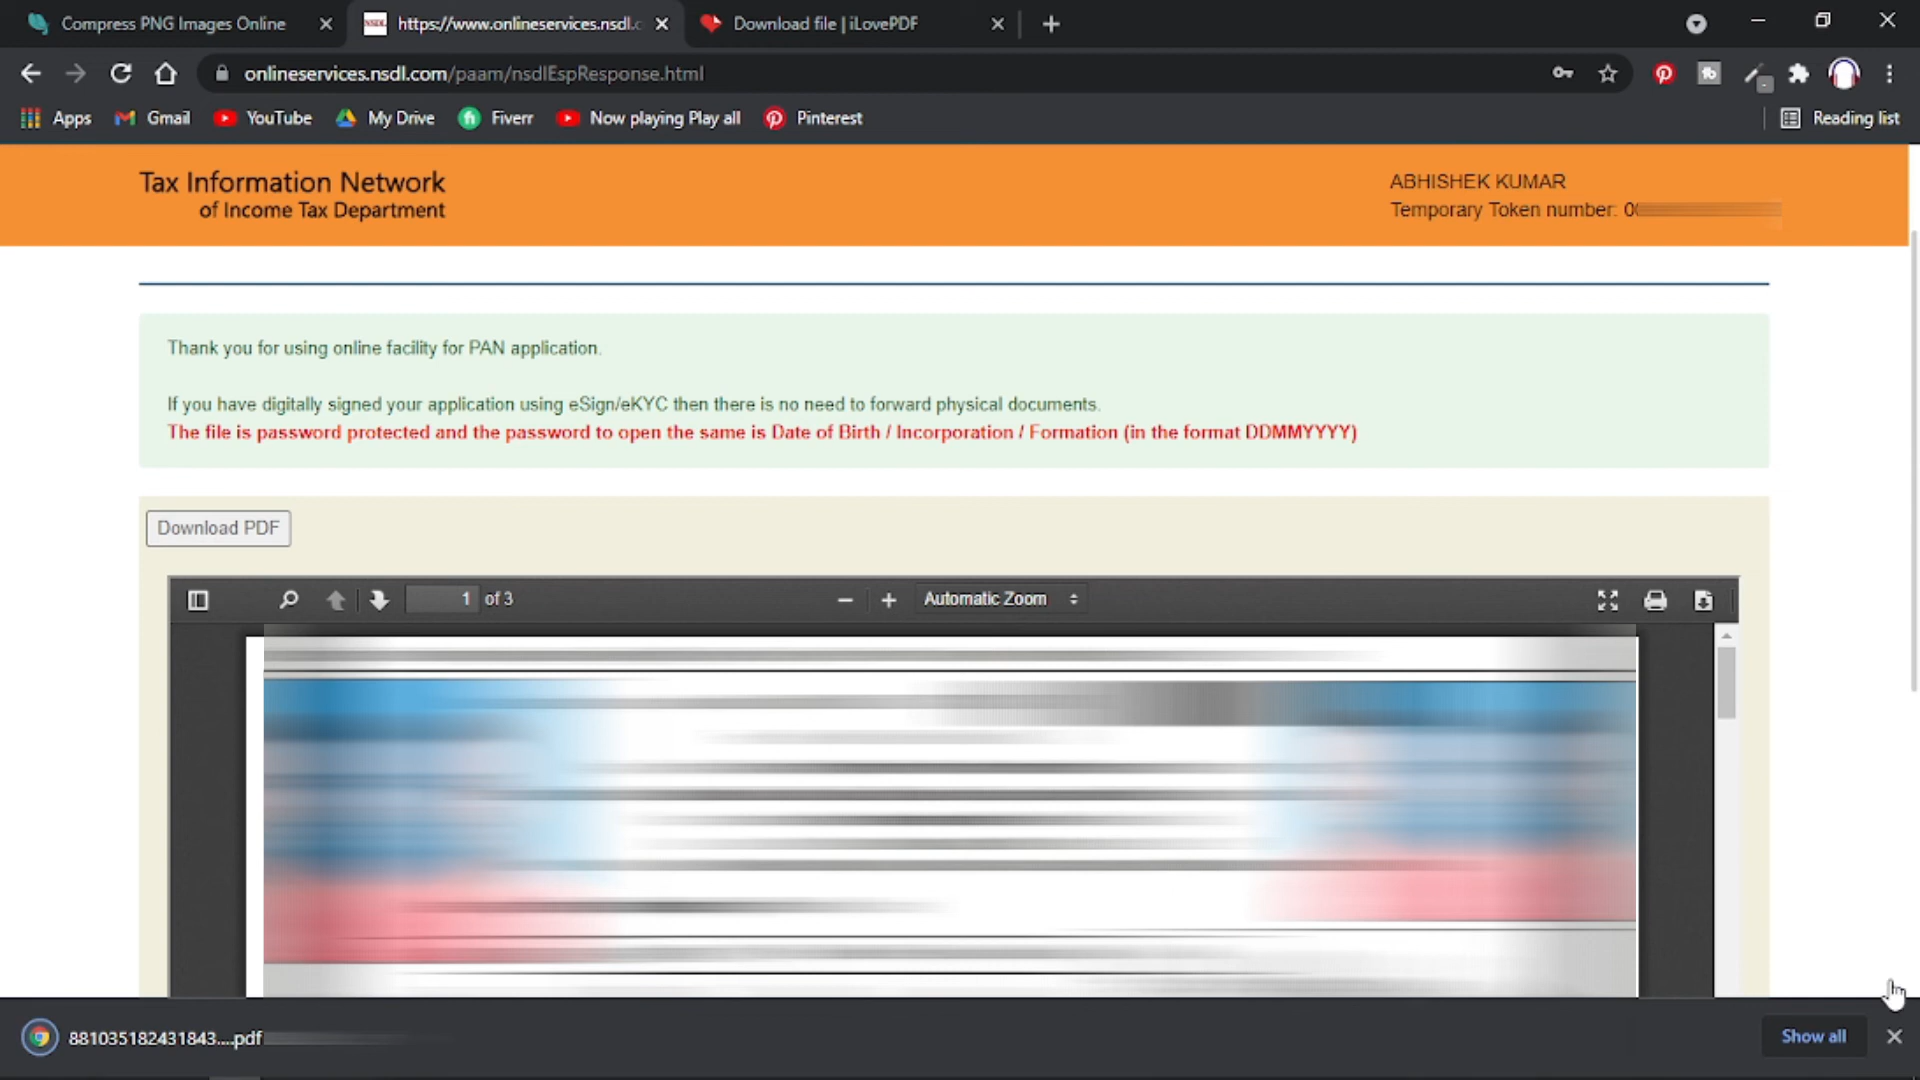 Compress PNG Images Online
https://www.onlineservices.nsdl.c
Download file | iLovePDF
onlineservices.nsdl.com/paam/nsdlEspResponse.html
Apps
Gmail
YouTube
My Drive
Fiverr
Now playing Play all
Pinterest
Reading list
Tax Information Network
of Income Tax Department
ABHISHEK KUMAR
Temporary Token number: 0
Thank you for using online facility for PAN application.
If you have digitally signed your application using eSign/eKYC then there is no need to forward physical documents.
The file is password protected and the password to open the same is Date of Birth / Incorporation / Formation (in the format DDMMYYYY)
Download PDF
1 of 3
Automatic Zoom
881035182431843....pdf
Show all